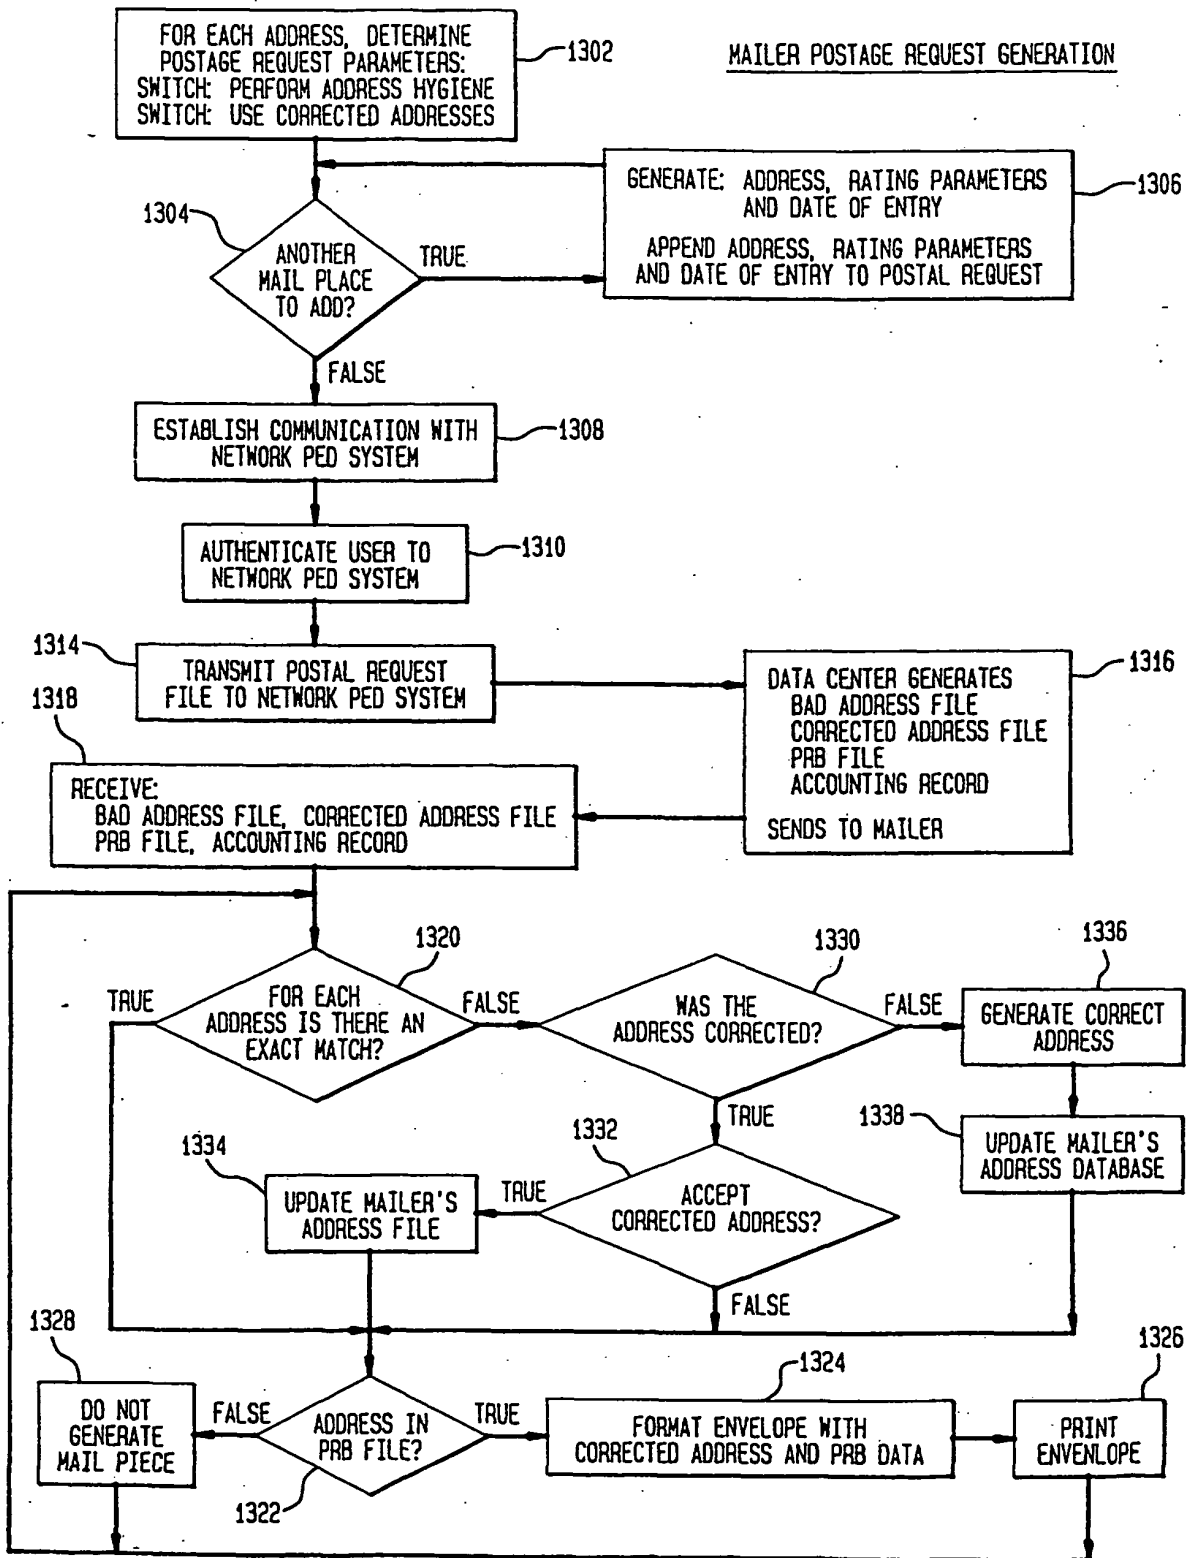 FOR EACH ADDRESS, DETERMINE
POSTAGE REQUEST PARAMETERS:
SWITCH: PERFORM ADDRESS HYGIENE
SWITCH: USE CORRECTED ADDRESSES
1302
MAILER POSTAGE REQUEST GENERATION
GENERATE: ADDRESS, RATING PARAMETERS
AND DATE OF ENTRY
APPEND ADDRESS, RATING PARAMETERS
AND DATE OF ENTRY TO POSTAL REQUEST
1306
1304
ANOTHER
MAIL PLACE
TO ADD?
TRUE
FALSE
ESTABLISH COMMUNICATION WITH
NETWORK PED SYSTEM
1308
AUTHENTICATE USER TO
NETWORK PED SYSTEM
1310
1314
TRANSMIT POSTAL REQUEST
FILE TO NETWORK PED SYSTEM
DATA CENTER GENERATES
BAD ADDRESS FILE
CORRECTED ADDRESS FILE
PRB FILE
ACCOUNTING RECORD
SENDS TO MAILER
1316
1318
RECEIVE:
BAD ADDRESS FILE, CORRECTED ADDRESS FILE
PRB FILE, ACCOUNTING RECORD
1320
TRUE
FOR EACH
ADDRESS IS THERE AN
EXACT MATCH?
FALSE
1330
WAS THE
ADDRESS CORRECTED?
FALSE
TRUE
1336
GENERATE CORRECT
ADDRESS
1338
UPDATE MAILER'S
ADDRESS DATABASE
1332
ACCEPT
CORRECTED ADDRESS?
TRUE
FALSE
1334
UPDATE MAILER'S
ADDRESS FILE
1328
DO NOT
GENERATE
MAIL PIECE
FALSE
ADDRESS IN
PRB FILE?
TRUE
1322
1324
FORMAT ENVELOPE WITH
CORRECTED ADDRESS AND PRB DATA
1326
PRINT
ENVENLOPE